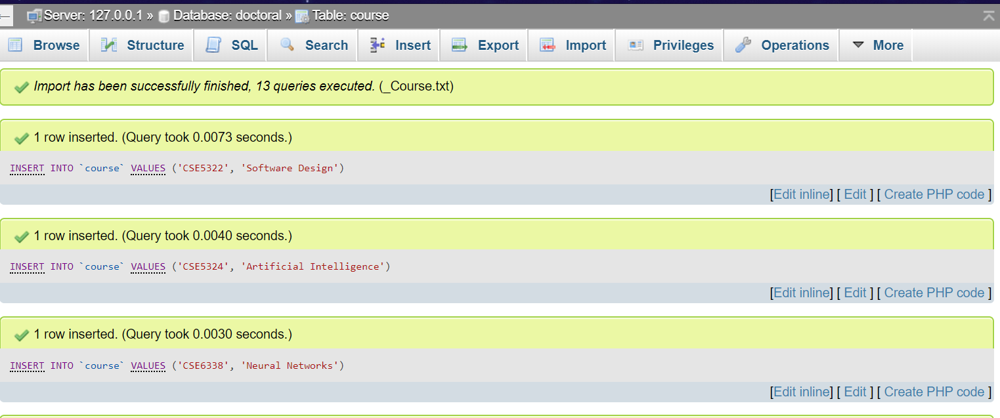 Server: 127.0.0.1 » Database: doctoral » Table: course
Browse Structure SQL Search Insert Export Import Privileges Operations More
Import has been successfully finished, 13 queries executed. (_Course.txt)
1 row inserted. (Query took 0.0073 seconds.)
INSERT INTO `course` VALUES ('CSE5322', 'Software Design')
[Edit inline] [ Edit ] [ Create PHP code ]
1 row inserted. (Query took 0.0040 seconds.)
INSERT INTO `course` VALUES ('CSE5324', 'Artificial Intelligence')
[Edit inline] [ Edit ] [ Create PHP code ]
1 row inserted. (Query took 0.0030 seconds.)
INSERT INTO `course` VALUES ('CSE6338', 'Neural Networks')
[Edit inline] [ Edit ] [ Create PHP code ]